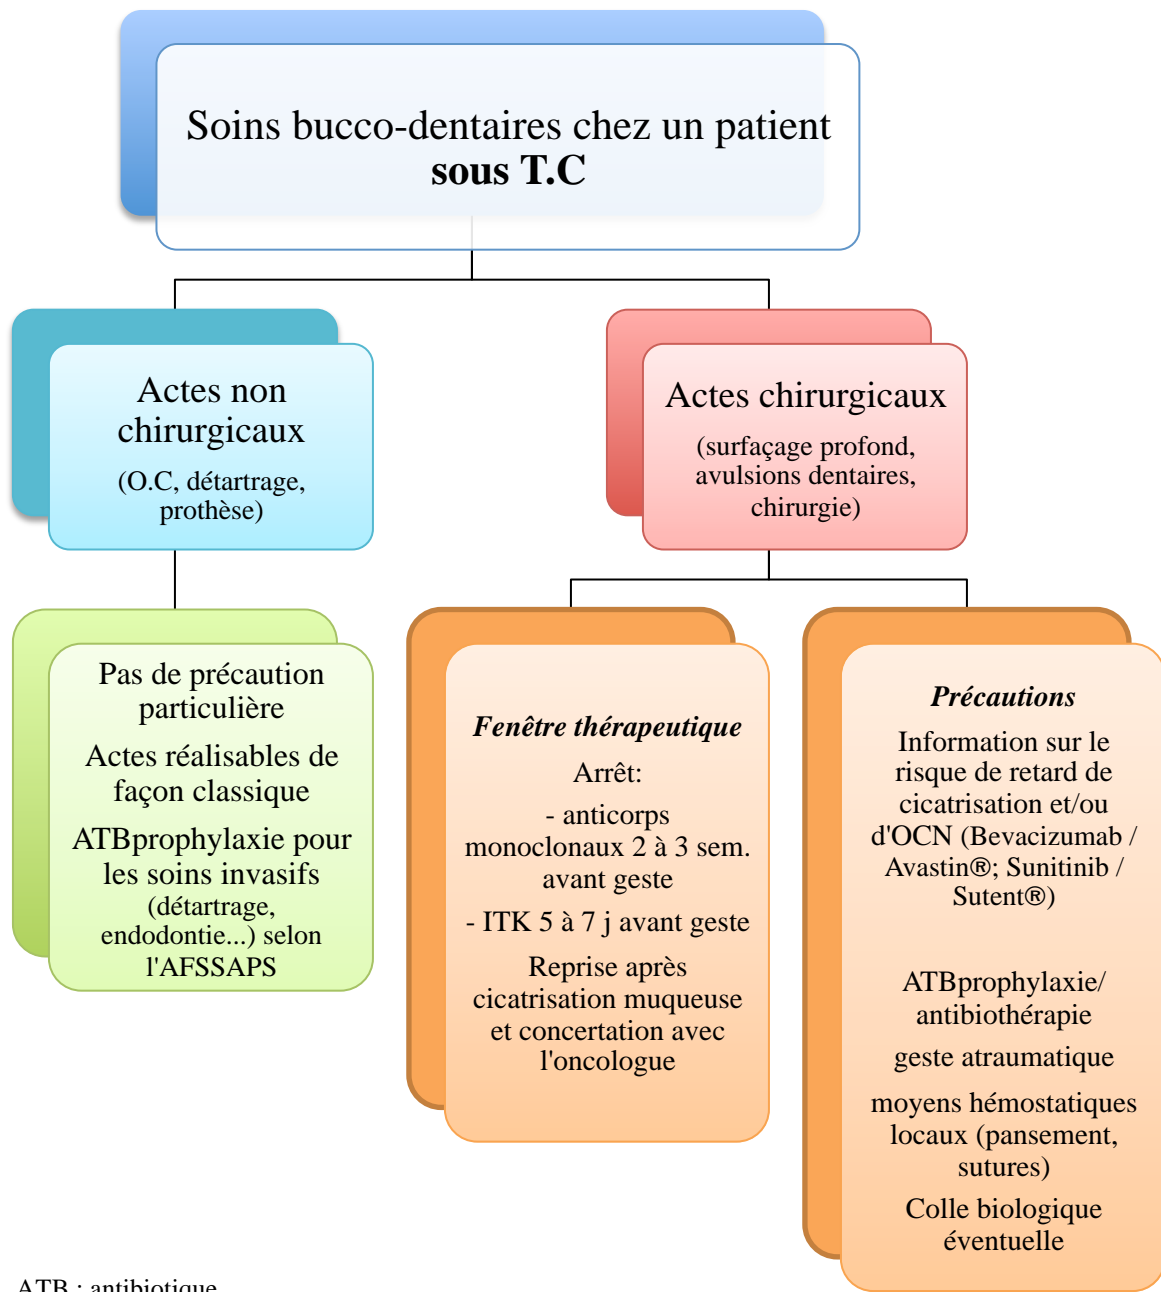 Soins bucco-dentaires chez un patient
sous T.C
Actes non
chirurgicaux
(O.C, détartrage,
prothèse)
Actes chirurgicaux
(surfaçage profond,
avulsions dentaires,
chirurgie)
Pas de précaution
particulière
Actes réalisables de
façon classique
ATBprophylaxie pour
les soins invasifs
(détartrage,
endodontie...) selon
l'AFSSAPS
Fenêtre thérapeutique
Arrêt:
- anticorps
monoclonaux 2 à 3 sem.
avant geste
- ITK 5 à 7 j avant geste
Reprise après
cicatrisation muqueuse
et concertation avec
l'oncologue
Précautions
Information sur le
risque de retard de
cicatrisation et/ou
d'OCN (Bevacizumab /
Avastin®; Sunitinib /
Sutent®)
ATBprophylaxie/
antibiothérapie
geste atraumatique
moyens hémostatiques
locaux (pansement,
sutures)
Colle biologique
éventuelle
ATB : antibiotique